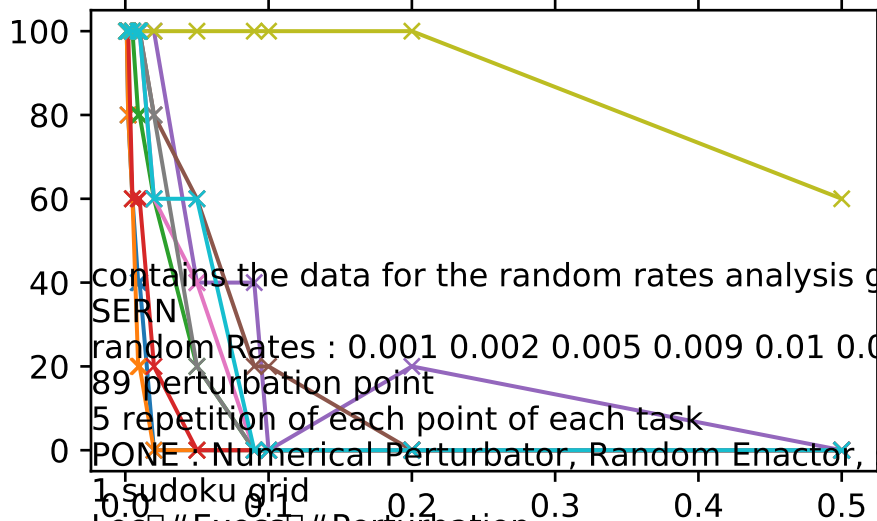 100
80
60
40
20
0
contains the data for the random rates analysis g
SERN
random Rates : 0.001 0.002 0.005 0.009 0.01 0.0
89 perturbation point
5 repetition of each point of each task
PONE : Numerical Perturbator, Random Enactor,
1 sudoku grid
0.0 0.1 0.2 0.3 0.4 0.5